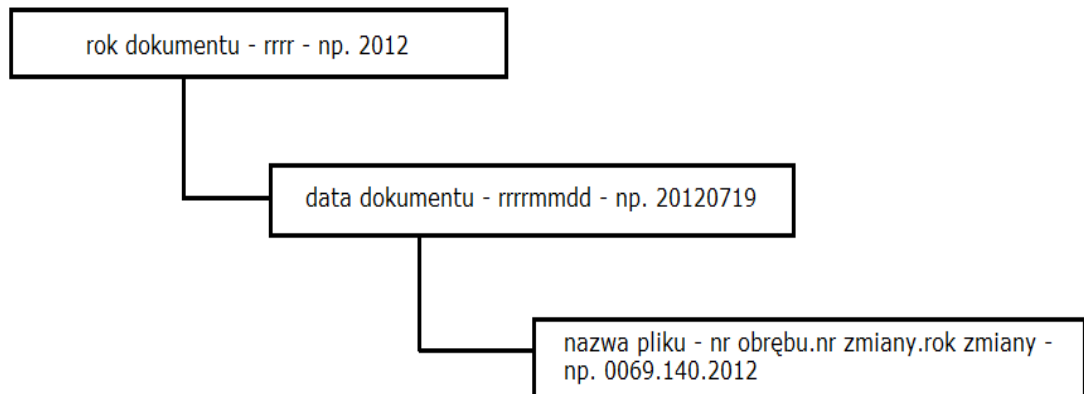 rok dokumentu - rrrr - np. 2012
data dokumentu - rrrrmmdd - np. 20120719
nazwa pliku - nr obrębu.nr zmiany.rok zmiany -
np. 0069.140.2012